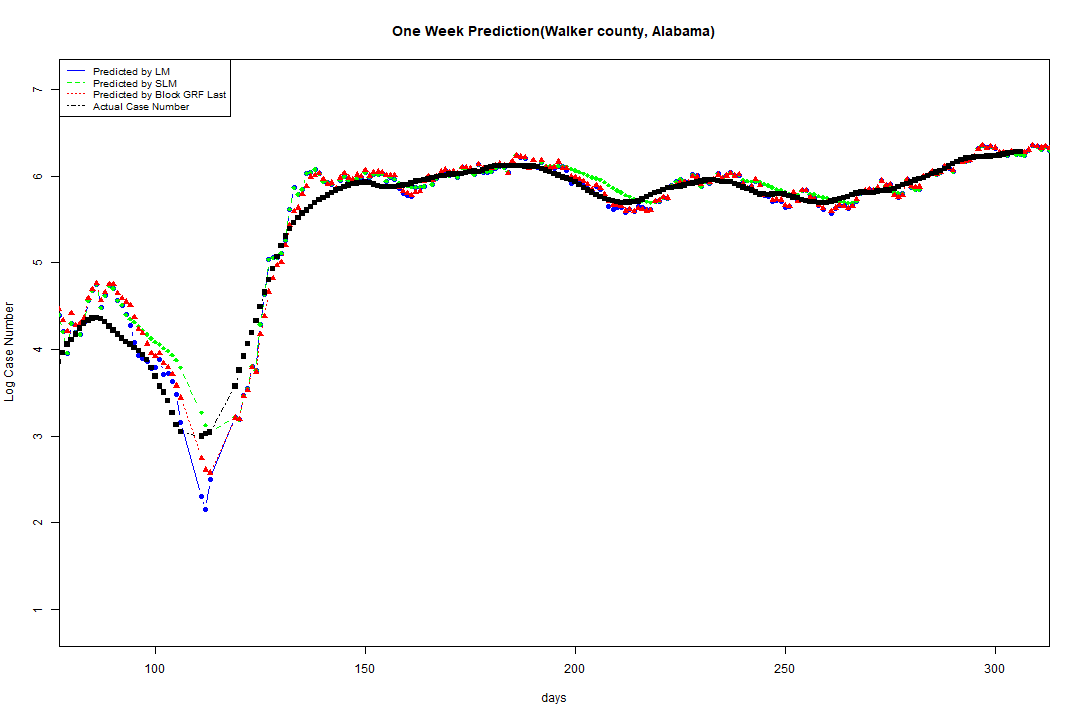 One Week Prediction(Walker county, Alabama)
Predicted by LM
Predicted by SLM
Predicted by Block GRF Last
Actual Case Number
7
6
5
4
3
2
1
Log Case Number
100 150 200 250 300
days